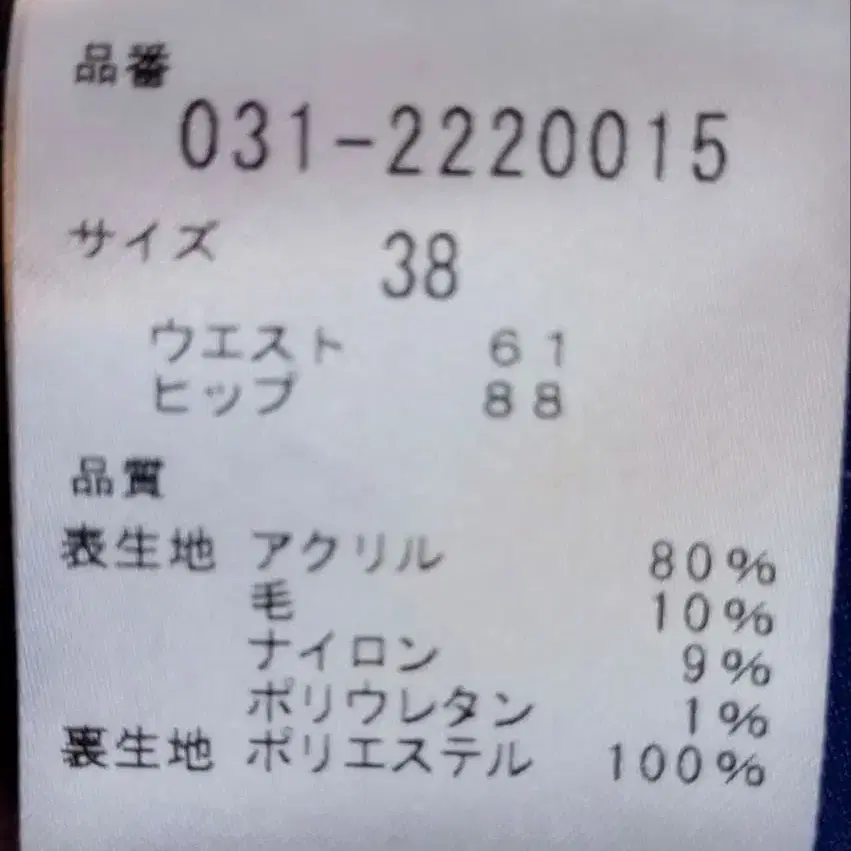 品番
031-2220015
サイズ 38
ウエスト 61
ヒップ 88
品質
表生地 アクリル 80%
毛 10%
ナイロン 9%
ポリウレタン 1%
裏生地 ポリエステル 100%